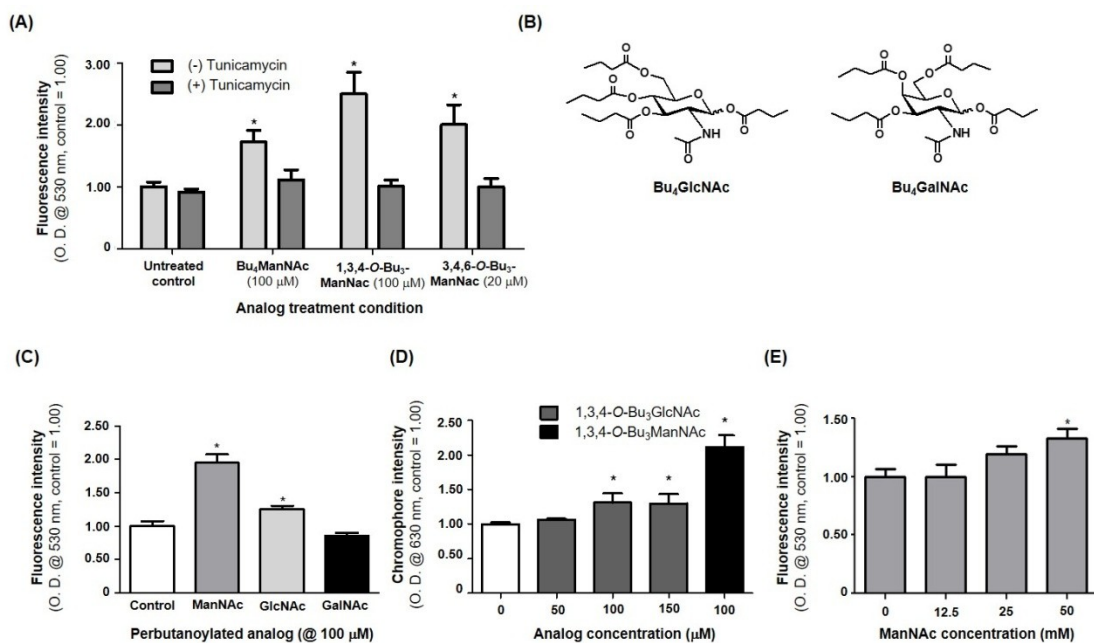 (A)
Fluorescence intensity
(O. D. @ 530 nm, control = 1.00)
3.00
2.00
1.00
0
(-) Tunicamycin
(+) Tunicamycin
*
*
*
Untreated
control
Bu4ManNAc
(100 μM)
1,3,4-O-Bu3-
ManNac (100 μM)
3,4,6-O-Bu3-
ManNac (20 μM)
Analog treatment condition
(B)
O
O
O
O
O
O
O
O
O
NH
O
Bu4GlcNAc
O
O
O
O
O
O
O
O
O
NH
O
Bu4GalNAc
(C)
Fluorescence intensity
(O. D. @ 530 nm, control = 1.00)
2.50
2.00
1.50
1.00
0.50
0
*
*
Control
ManNAc
GlcNAc
GalNAc
Perbutanoylated analog (@ 100 μM)
(D)
Chromophore intensity
(O. D. @ 630 nm, control = 1.00)
2.50
2.00
1.50
1.00
0.50
0
1,3,4-O-Bu3GlcNAc
1,3,4-O-Bu3ManNAc
*
*
*
0
50
100
150
100
Analog concentration (μM)
(E)
Fluorescence intensity
(O. D. @ 530 nm, control = 1.00)
1.50
1.00
0.50
0
*
0
12.5
25
50
ManNAc concentration (mM)